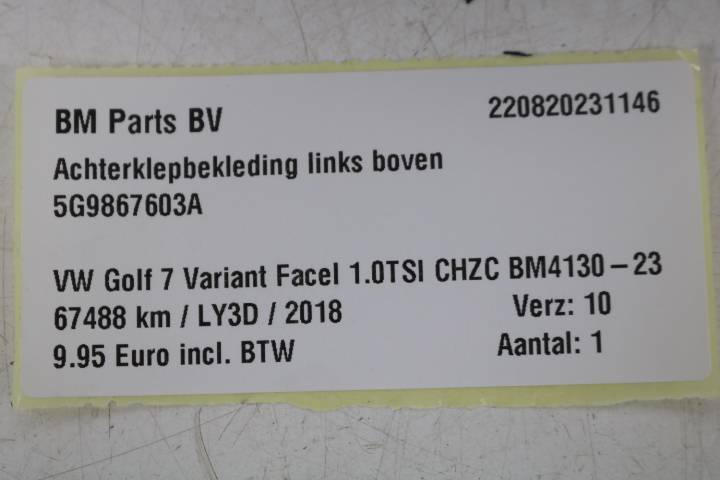 BM Parts BV 220820231146
Achterklepbekleding links boven
5G9867603A
VW Golf 7 Variant Facel 1.0TSI CHZC BM4130-23
67488 km / LY3D / 2018 Verz: 10
9.95 Euro incl. BTW Aantal: 1